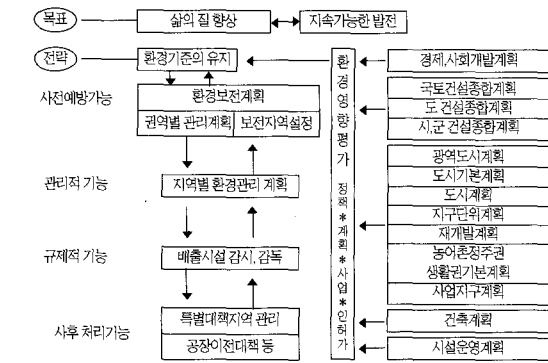 목표
삶의 질 향상
지속가능한 발전
전략
환경기준의 유지
경제,사회개발계획
사전예방가능
환경보전계획
권역별 관리계획
보전지역설정
국토건설종합계획
도 건설종합계획
시,군 건설종합계획
환경영향평가 정책*계획*사업*인허가
광역도시계획
도시기본계획
관리적 기능
지역별 환경관리 계획
도시계획
지구단위계획
재개발계획
규제적 기능
배출시설 감시,감독
농어촌정주권
생활권기본계획
사업지구계획
사후 처리기능
특별대책지역 관리
공장이전대책 등
건축계획
시설운영계획